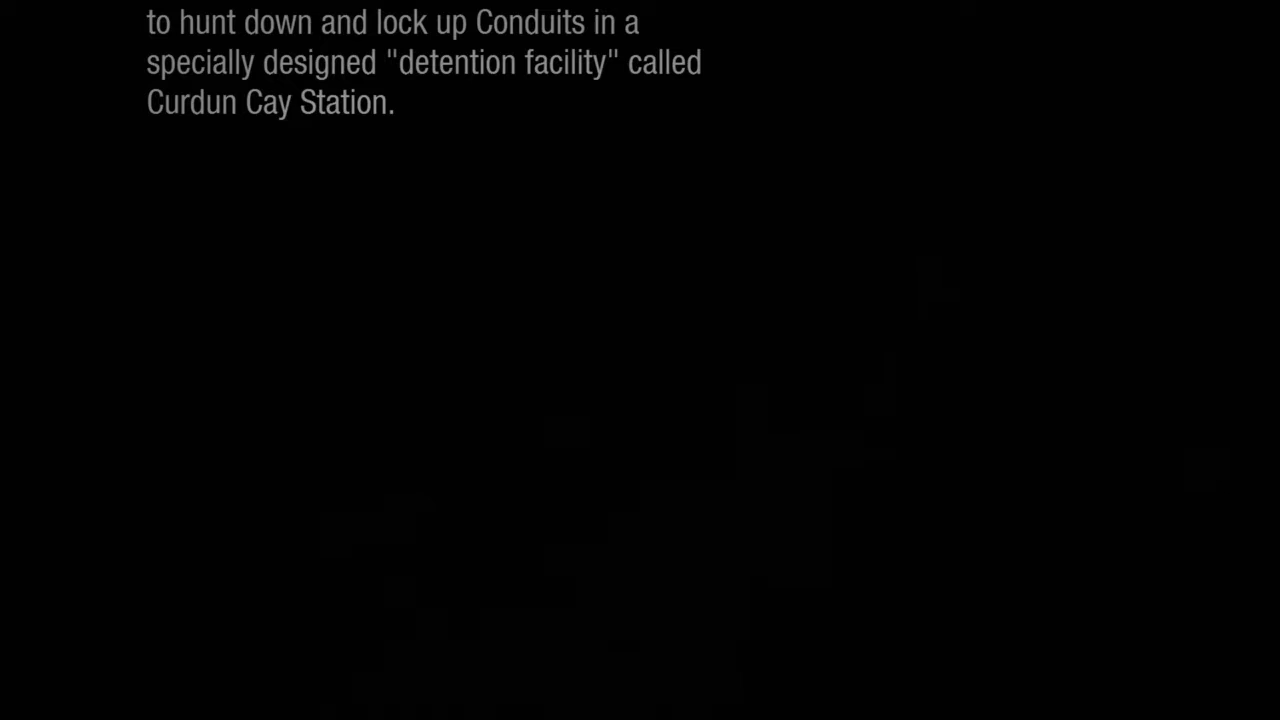 to hunt down and lock up Conduits in a
specially designed "detention facility" called
Curdun Cay Station.